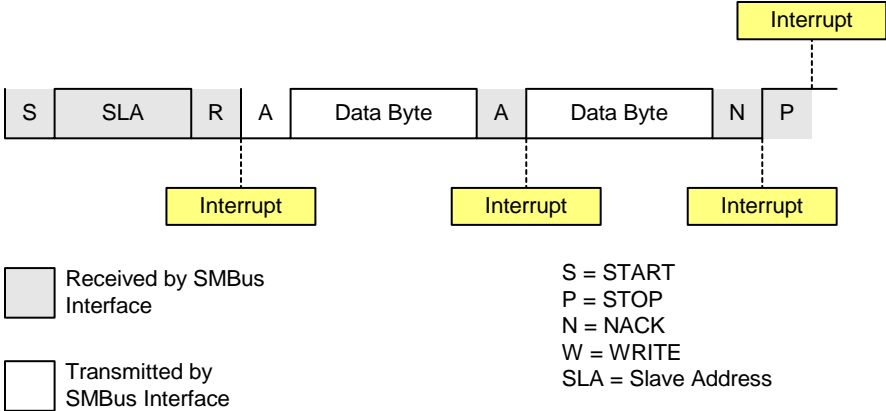 Interrupt
S SLA R A Data Byte A Data Byte N P
Interrupt Interrupt Interrupt
Received by SMBus
Interface
Transmitted by
SMBus Interface
S = START
P = STOP
N = NACK
W = WRITE
SLA = Slave Address